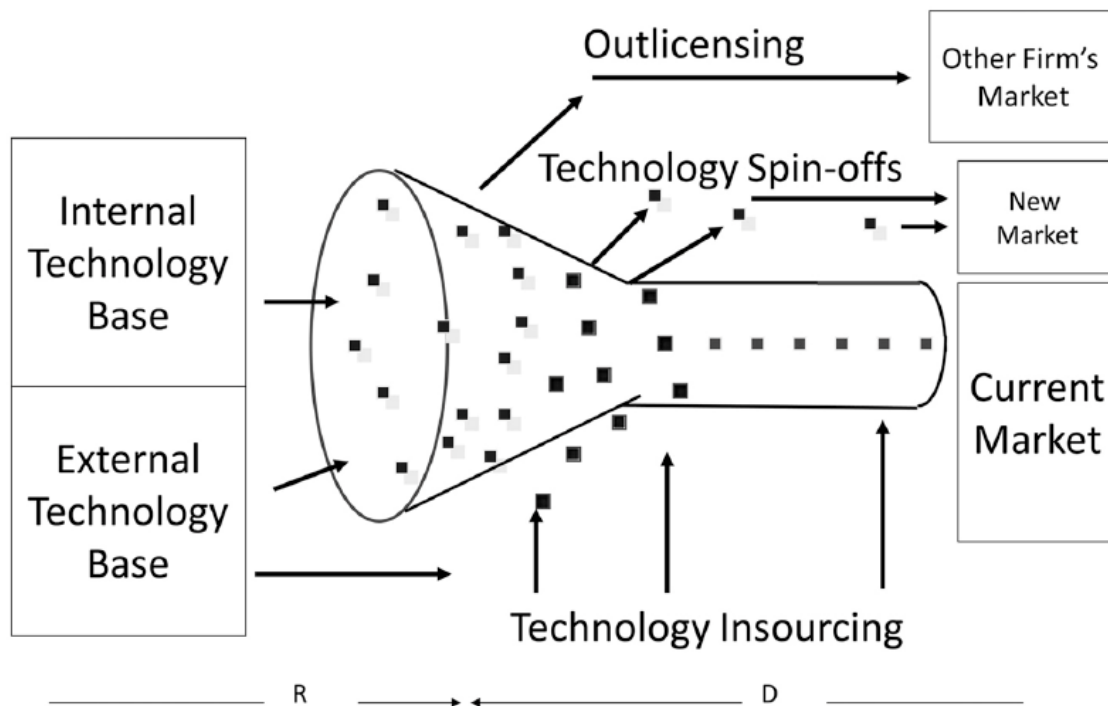 Outlicensing
Other Firm's
Market
Technology Spin-offs
New
Market
Internal
Technology
Base
External
Technology
Base
Current
Market
Technology Insourcing
R
D